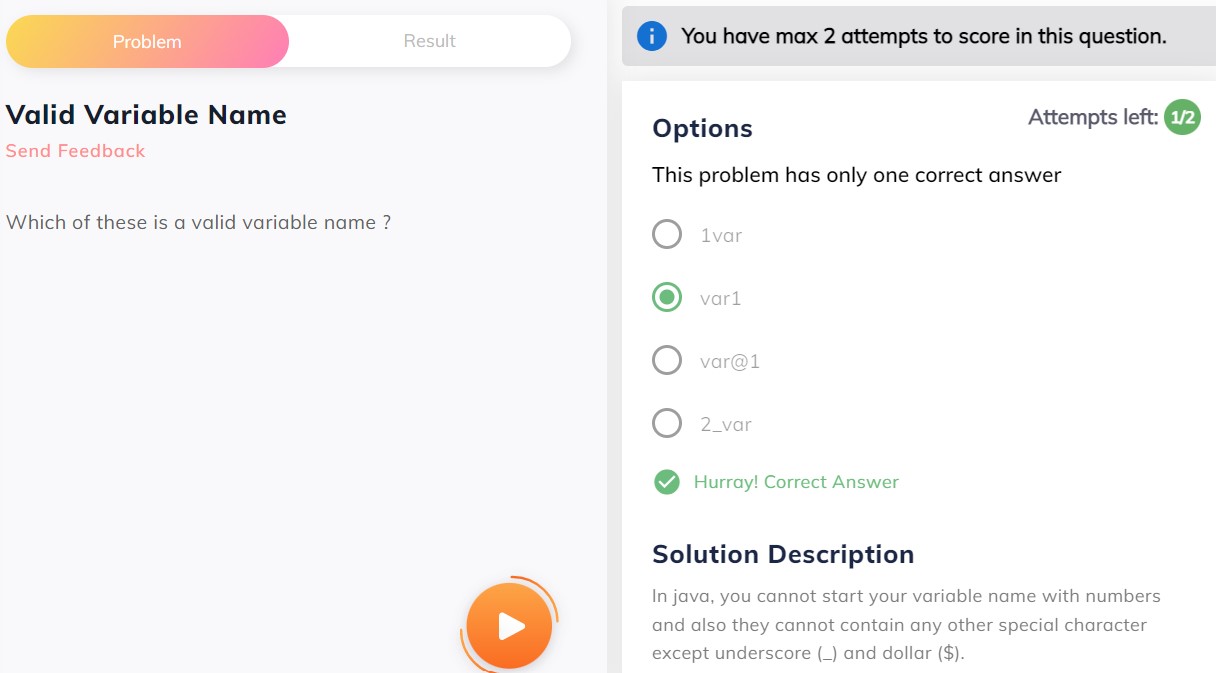 Problem
Result
Valid Variable Name
Send Feedback
Which of these is a valid variable name ?
You have max 2 attempts to score in this question.
Options
Attempts left: 1/2
This problem has only one correct answer
1var
var1
var@1
2_var
Hurray! Correct Answer
Solution Description
In java, you cannot start your variable name with numbers
and also they cannot contain any other special character
except underscore (_) and dollar ($).